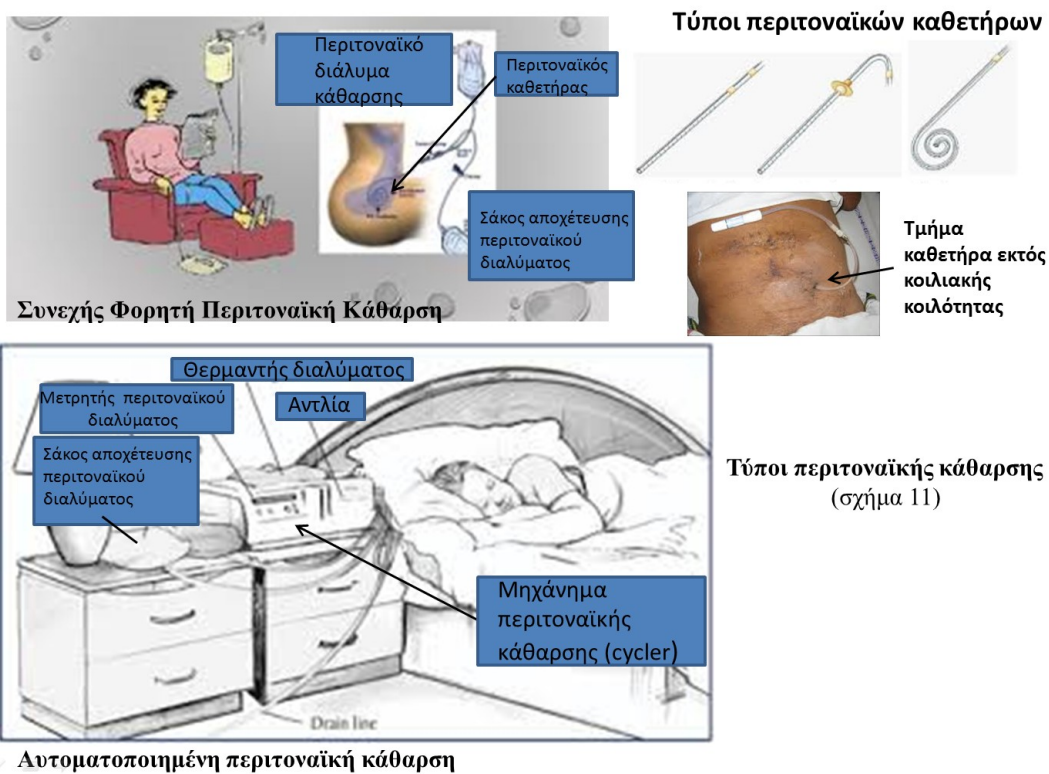 Τύποι περιτοναϊκών καθετήρων
Περιτοναϊκό
διάλυμα
κάθαρσης
Περιτοναϊκός
καθετήρας
Σάκος αποχέτευσης
περιτοναϊκού
διαλύματος
Συνεχής Φορητή Περιτοναϊκή Κάθαρση
Τμήμα
καθετήρα εκτός
κοιλιακής
κοιλότητας
Θερμαντής διαλύματος
Μετρητής περιτοναϊκού
διαλύματος
Αντλία
Σάκος αποχέτευσης
περιτοναϊκού
διαλύματος
Μηχάνημα
περιτοναϊκής
κάθαρσης (cycler)
Drain line
Τύποι περιτοναϊκής κάθαρσης
(σχήμα 11)
Αυτοματοποιημένη περιτοναϊκή κάθαρση